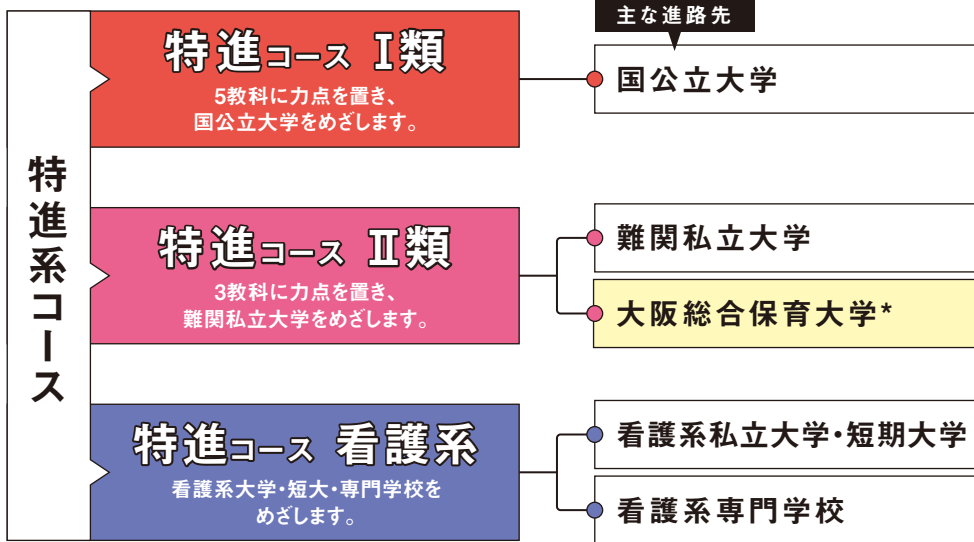 主な進路先
特進系コース
特進コース Ⅰ類
5教科に力点を置き、
国公立大学をめざします。
国公立大学
特進コース Ⅱ類
3教科に力点を置き、
難関私立大学をめざします。
難関私立大学
大阪総合保育大学*
特進コース 看護系
看護系大学・短大・専門学校を
めざします。
看護系私立大学・短期大学
看護系専門学校